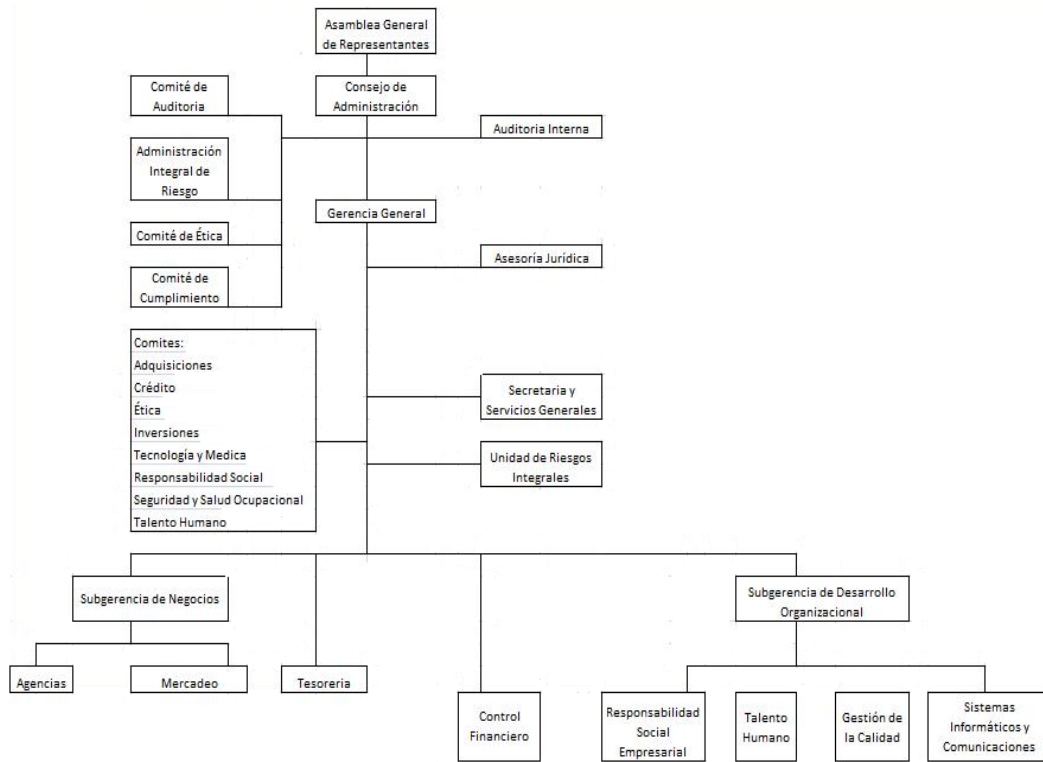 Asamblea General
de Representantes
Comité de
Auditoria
Consejo de
Administración
Auditoria Interna
Administración
Integral de
Riesgo
Gerencia General
Comité de Ética
Asesoría Jurídica
Comité de
Cumplimiento
Comites:
Adquisiciones
Crédito
Ética
Inversiones
Tecnología y Medica
Responsabilidad Social
Seguridad y Salud Ocupacional
Talento Humano
Secretaria y
Servicios Generales
Unidad de Riesgos
Integrales
Subgerencia de Negocios
Subgerencia de Desarrollo
Organizacional
Agencias
Mercadeo
Tesoreria
Control
Financiero
Responsabilidad
Social
Empresarial
Talento
Humano
Gestión de
la Calidad
Sistemas
Informáticos y
Comunicaciones